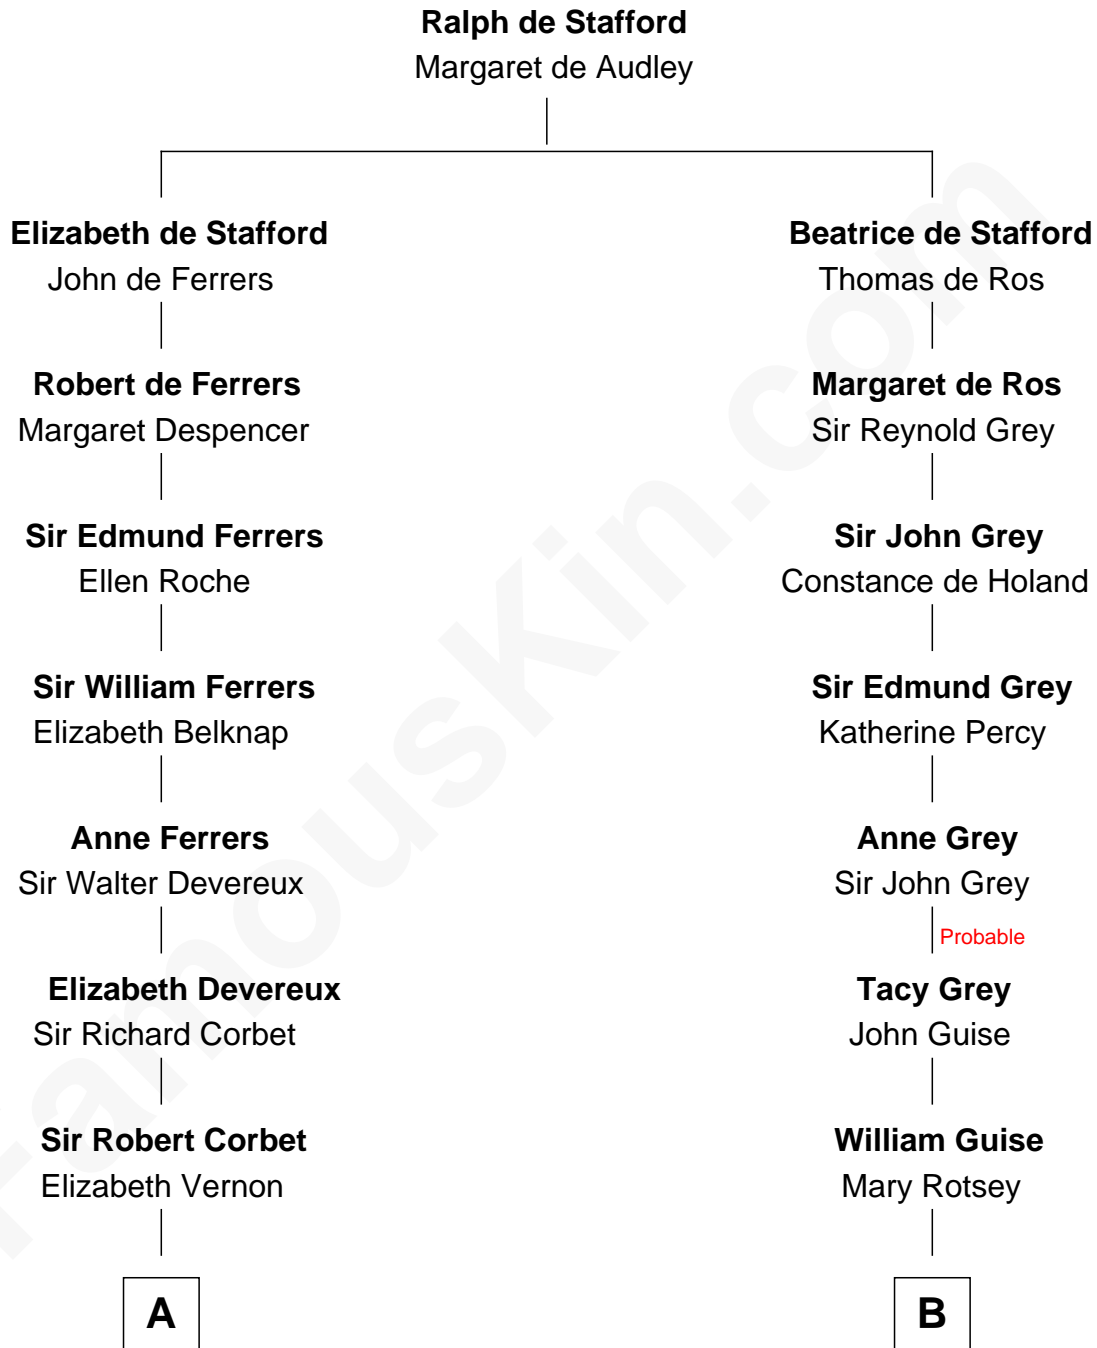 Ralph de Stafford
Margaret de Audley
Elizabeth de Stafford
John de Ferrers
Beatrice de Stafford
Thomas de Ros
Robert de Ferrers
Margaret Despencer
Margaret de Ros
Sir Reynold Grey
Sir Edmund Ferrers
Ellen Roche
Sir John Grey
Constance de Holand
Sir William Ferrers
Elizabeth Belknap
Sir Edmund Grey
Katherine Percy
Anne Ferrers
Sir Walter Devereux
Anne Grey
Sir John Grey
Probable
Elizabeth Devereux
Sir Richard Corbet
Tacy Grey
John Guise
Sir Robert Corbet
Elizabeth Vernon
William Guise
Mary Rotsey
A
B
FamousKin.com